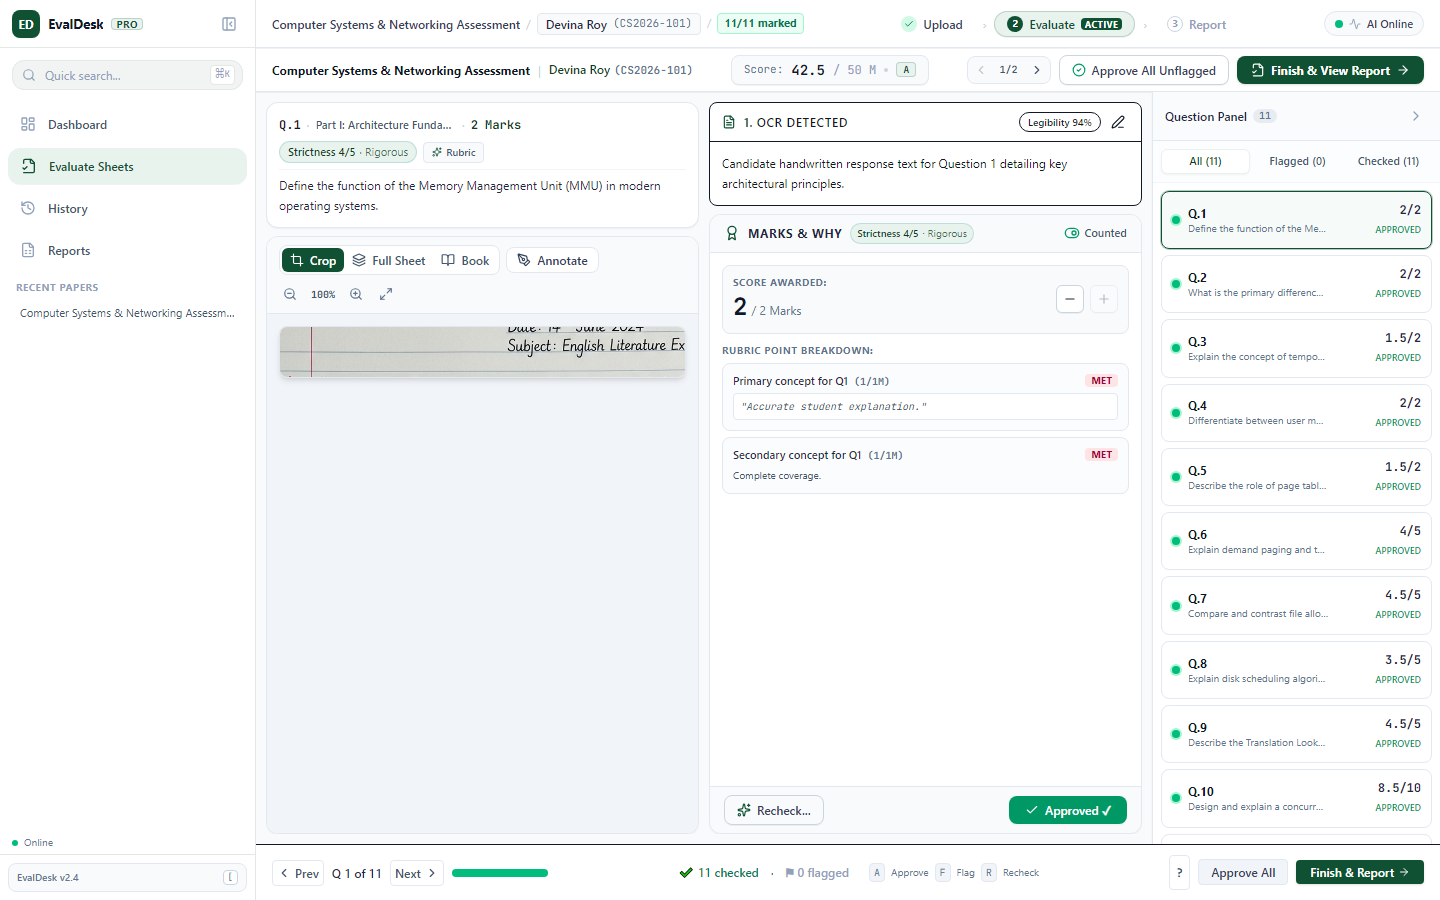 ED EvalDesk PRO
Quick search... ⌘K
Dashboard
Evaluate Sheets
History
Reports
RECENT PAPERS
Computer Systems & Networking Assessm...
Online
EvalDesk v2.4 [
Computer Systems & Networking Assessment / Devina Roy (CS2026-101) / 11/11 marked
Upload
2 Evaluate ACTIVE
3 Report
AI Online
Computer Systems & Networking Assessment | Devina Roy (CS2026-101)
Score: 42.5 / 50 M • A
1/2
Approve All Unflagged
Finish & View Report →
Q.1 · Part I: Architecture Funda... · 2 Marks
Strictness 4/5 · Rigorous
Rubric
Define the function of the Memory Management Unit (MMU) in modern
operating systems.
Crop
Full Sheet
Book
Annotate
100%
Date: 14 June 2024
Subject: English Literature Ex
1. OCR DETECTED
Legibility 94%
Candidate handwritten response text for Question 1 detailing key
architectural principles.
MARKS & WHY Strictness 4/5 · Rigorous
Counted
SCORE AWARDED:
2 / 2 Marks
RUBRIC POINT BREAKDOWN:
Primary concept for Q1 (1/1M) MET
"Accurate student explanation."
Secondary concept for Q1 (1/1M) MET
Complete coverage.
Recheck...
Approved ✓
Question Panel 11
All (11)
Flagged (0)
Checked (11)
Q.1 2/2
Define the function of the Me... APPROVED
Q.2 2/2
What is the primary differenc... APPROVED
Q.3 1.5/2
Explain the concept of tempo... APPROVED
Q.4 2/2
Differentiate between user m... APPROVED
Q.5 1.5/2
Describe the role of page tabl... APPROVED
Q.6 4/5
Explain demand paging and t... APPROVED
Q.7 4.5/5
Compare and contrast file allo... APPROVED
Q.8 3.5/5
Explain disk scheduling algori... APPROVED
Q.9 4.5/5
Describe the Translation Look... APPROVED
Q.10 8.5/10
Design and explain a concurr... APPROVED
Prev
Q 1 of 11
Next
11 checked · 0 flagged
A Approve F Flag R Recheck
?
Approve All
Finish & Report →